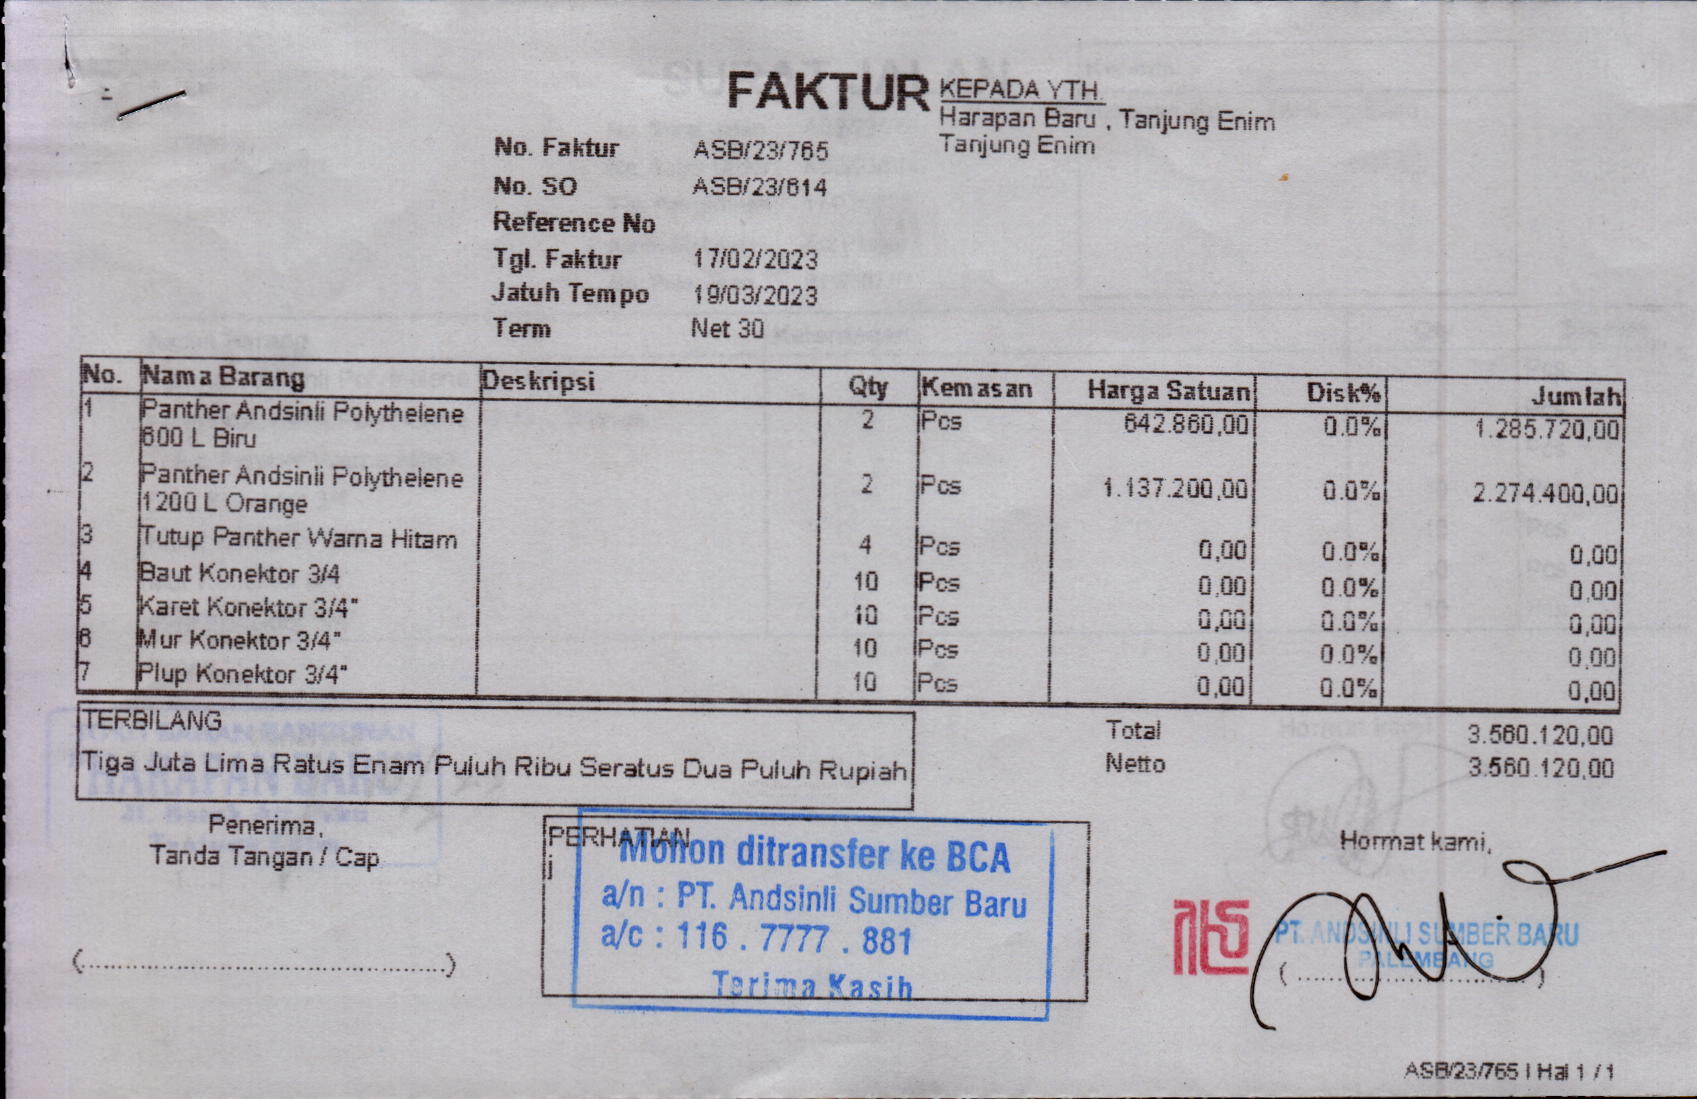 FAKTUR
KEPADA YTH.
Harapan Baru , Tanjung Enim
Tanjung Enim
No. Faktur ASB/23/765
No. SO ASB/23/614
Reference No
Tgl. Faktur 17/02/2023
Jatuh Tempo 19/03/2023
Term Net 30
No. Nama Barang Deskripsi Qty Kemasan Harga Satuan Disk% Jumlah
1 Panther Andsinli Polythelene 2 Pcs 642.860,00 0.0% 1.285.720,00
600 L Biru
2 Panther Andsinli Polythelene 2 Pcs 1.137.200,00 0.0% 2.274.400,00
1200 L Orange
3 Tutup Panther Warna Hitam 4 Pcs 0,00 0.0% 0,00
4 Baut Konektor 3/4 10 Pcs 0,00 0.0% 0,00
5 Karet Konektor 3/4" 10 Pcs 0,00 0.0% 0,00
6 Mur Konektor 3/4" 10 Pcs 0,00 0.0% 0,00
7 Plup Konektor 3/4" 10 Pcs 0,00 0.0% 0,00
TERBILANG
Tiga Juta Lima Ratus Enam Puluh Ribu Seratus Dua Puluh Rupiah
Total 3.560.120,00
Netto 3.560.120,00
Penerima,
Tanda Tangan / Cap
(..........................................)
PERHATIAN
j
Mohon ditransfer ke BCA
a/n : PT. Andsinli Sumber Baru
a/c : 116 . 7777 . 881
Terima Kasih
Hormat kami,
PT. ANDSINLI SUMBER BARU
PALEMBANG
(..............................)
ASB/23/765 | Hal 1 / 1